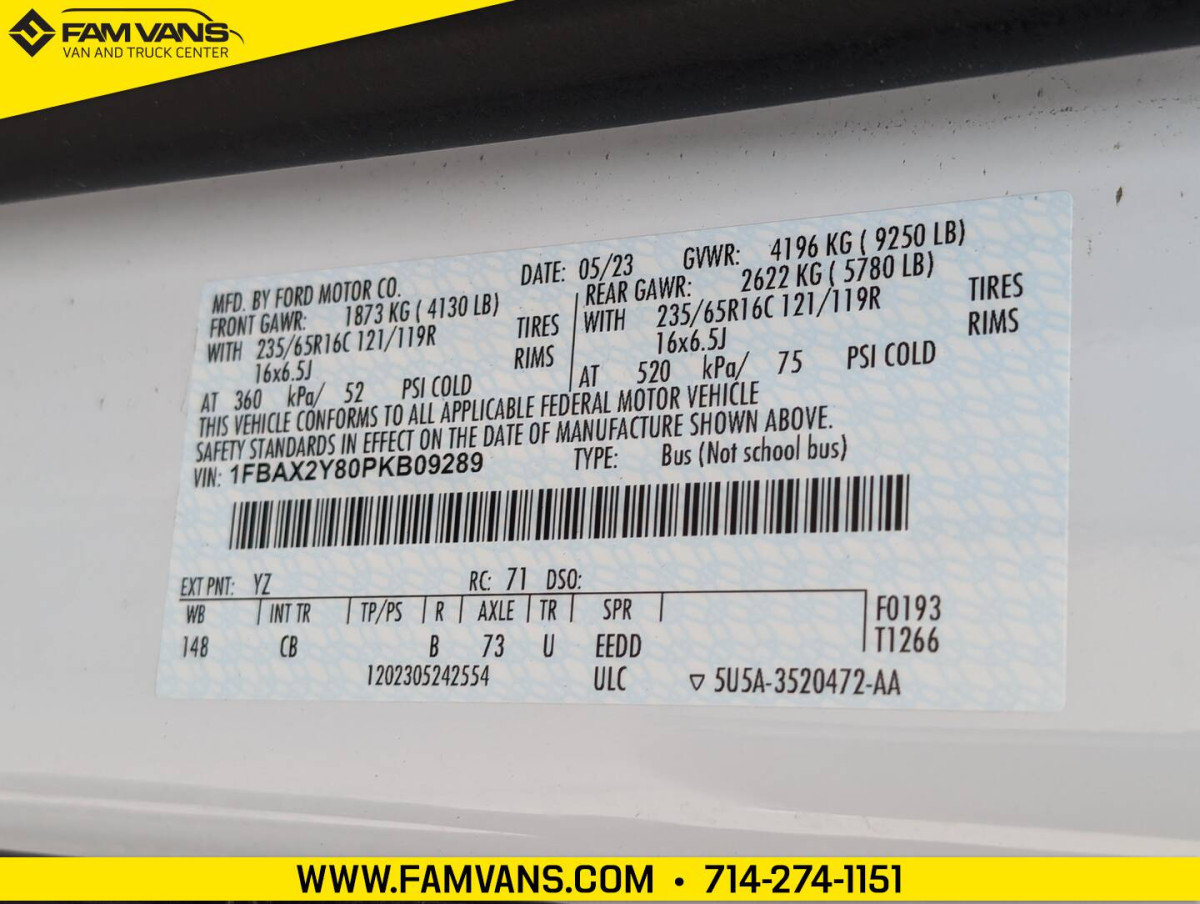 FAM VANS
VAN AND TRUCK CENTER
MFD. BY FORD MOTOR CO. DATE: 05/23 GVWR: 4196 KG ( 9250 LB)
FRONT GAWR: 1873 KG ( 4130 LB) REAR GAWR: 2622 KG ( 5780 LB)
WITH 235/65R16C 121/119R TIRES WITH 235/65R16C 121/119R TIRES
16x6.5J RIMS 16x6.5J RIMS
AT 360 kPa/ 52 PSI COLD AT 520 kPa/ 75 PSI COLD
THIS VEHICLE CONFORMS TO ALL APPLICABLE FEDERAL MOTOR VEHICLE
SAFETY STANDARDS IN EFFECT ON THE DATE OF MANUFACTURE SHOWN ABOVE.
VIN: 1FBAX2Y80PKB09289 TYPE: Bus (Not school bus)
EXT PNT: YZ RC: 71 DSO:
WB INT TR TP/PS R AXLE TR SPR F0193
148 CB B 73 U EEDD T1266
1202305242554 ULC ▽ 5U5A-3520472-AA
WWW.FAMVANS.COM • 714-274-1151